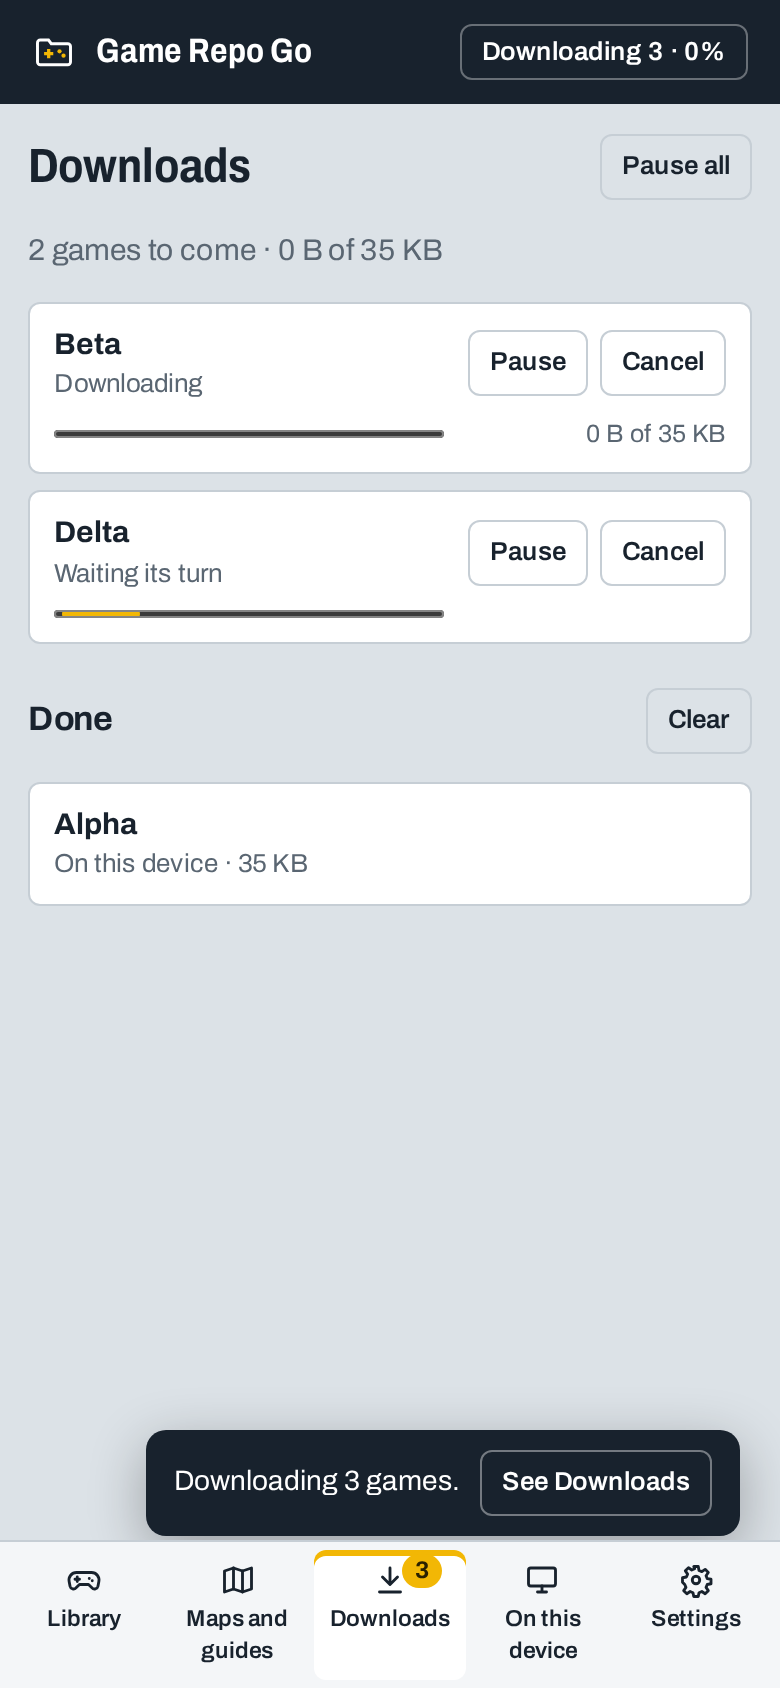 Game Repo Go
Downloading 3 · 0%
Downloads
Pause all
2 games to come · 0 B of 35 KB
Beta
Downloading
Pause
Cancel
0 B of 35 KB
Delta
Waiting its turn
Pause
Cancel
Done
Clear
Alpha
On this device · 35 KB
Downloading 3 games.
See Downloads
Library
Maps and
guides
3
Downloads
On this
device
Settings